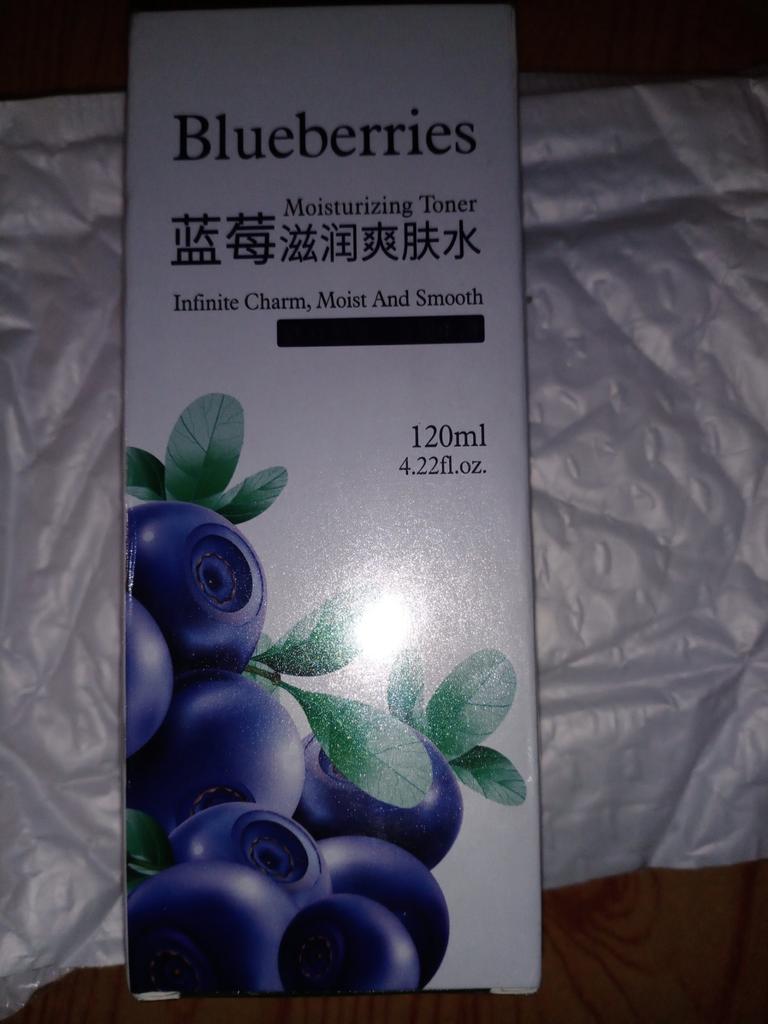 Blueberries
Moisturizing Toner
蓝莓滋润爽肤水
Infinite Charm, Moist And Smooth
120ml
4.22fl.oz.